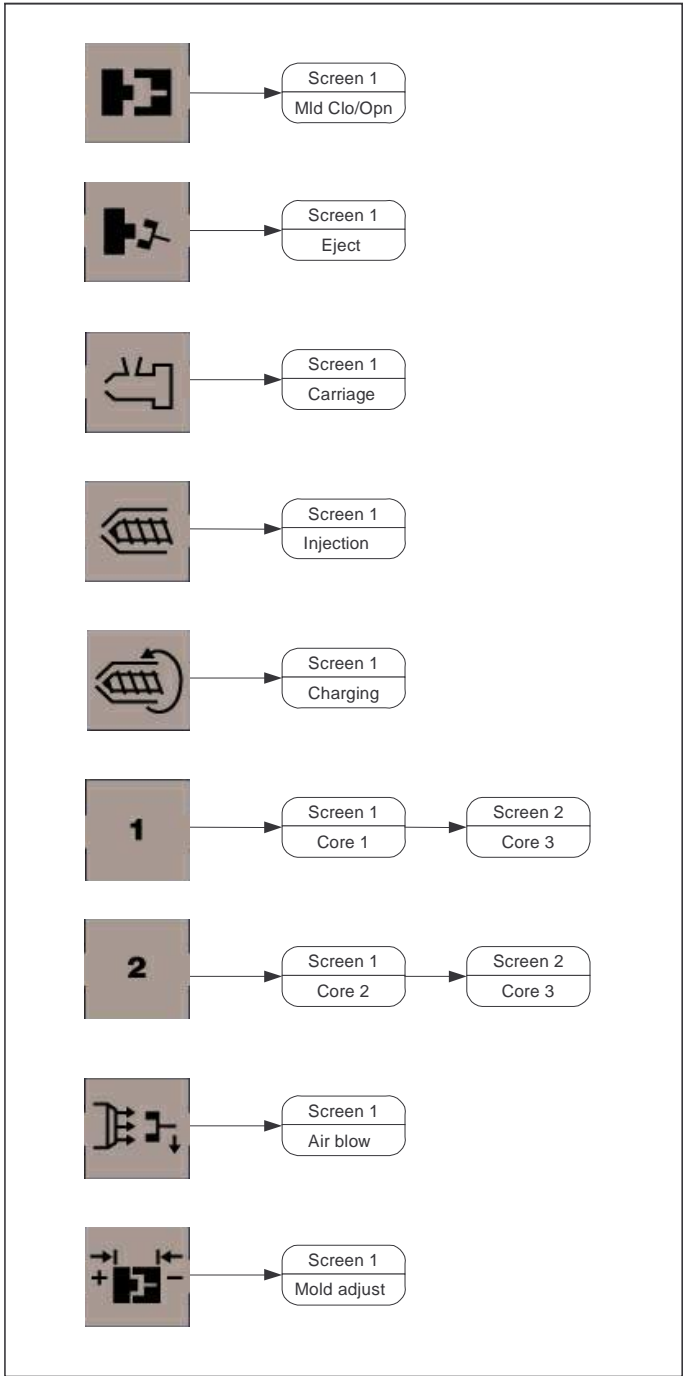 Screen 1
Mld Clo/Opn
Screen 1
Eject
Screen 1
Carriage
Screen 1
Injection
Screen 1
Charging
1
Screen 1
Core 1
Screen 2
Core 3
2
Screen 1
Core 2
Screen 2
Core 3
Screen 1
Air blow
+ -
Screen 1
Mold adjust